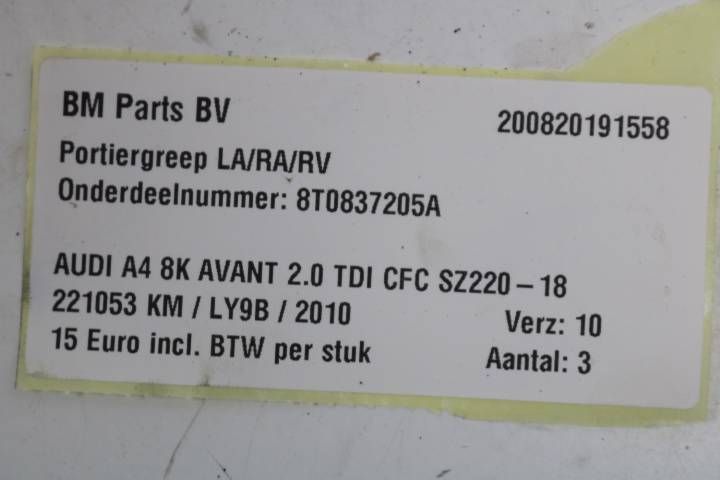 BM Parts BV 200820191558
Portiergreep LA/RA/RV
Onderdeelnummer: 8T0837205A
AUDI A4 8K AVANT 2.0 TDI CFC SZ220-18
221053 KM / LY9B / 2010 Verz: 10
15 Euro incl. BTW per stuk Aantal: 3